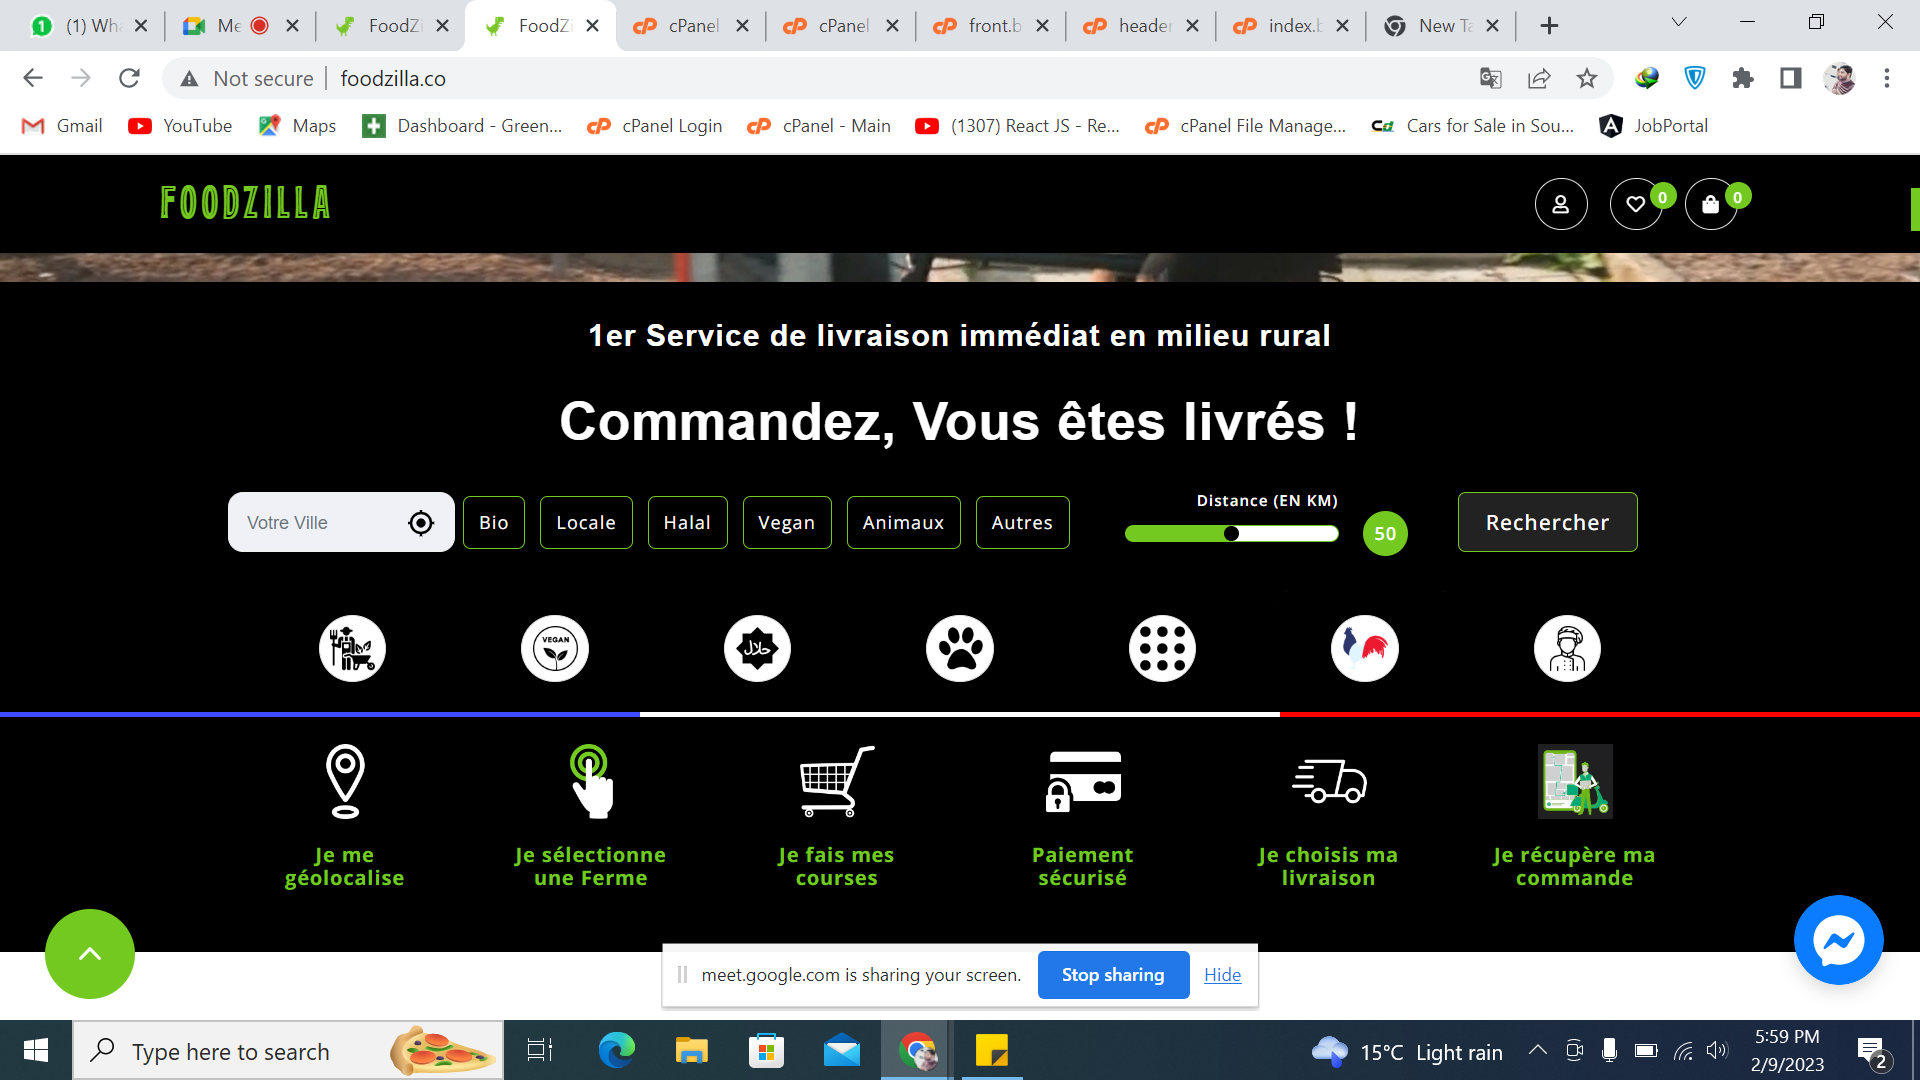 (1) Wh
Me
FoodZi
FoodZi
cPanel
cPanel
front.b
header
index.b
New Ta
Not secure
foodzilla.co
Gmail
YouTube
Maps
Dashboard - Green...
cPanel Login
cPanel - Main
(1307) React JS - Re...
cPanel File Manage...
Cars for Sale in Sou...
JobPortal
FOODZILLA
0
0
1er Service de livraison immédiat en milieu rural
Commandez, Vous êtes livrés !
Votre Ville
Bio
Locale
Halal
Vegan
Animaux
Autres
Distance (EN KM)
50
Rechercher
VEGAN
حلال
Je me
géolocalise
Je sélectionne
une Ferme
Je fais mes
courses
Paiement
sécurisé
Je choisis ma
livraison
Je récupère ma
commande
meet.google.com is sharing your screen.
Stop sharing
Hide
Type here to search
15°C Light rain
5:59 PM
2/9/2023
2